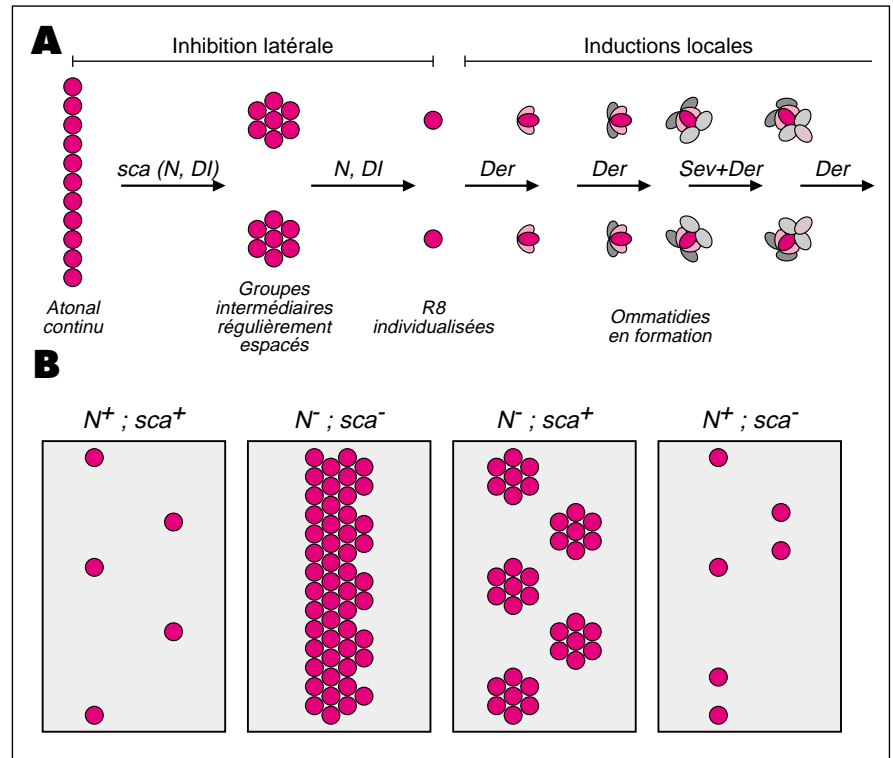 A
Inhibition latérale
Inductions locales
sca (N, Dl)
N, Dl
Der
Der
Sev+Der
Der
Atonal
continu
Groupes
intermédiaires
régulièrement
espacés
R8
individualisées
Ommatidies
en formation
B
N+ ; sca+
N- ; sca-
N- ; sca+
N+ ; sca-